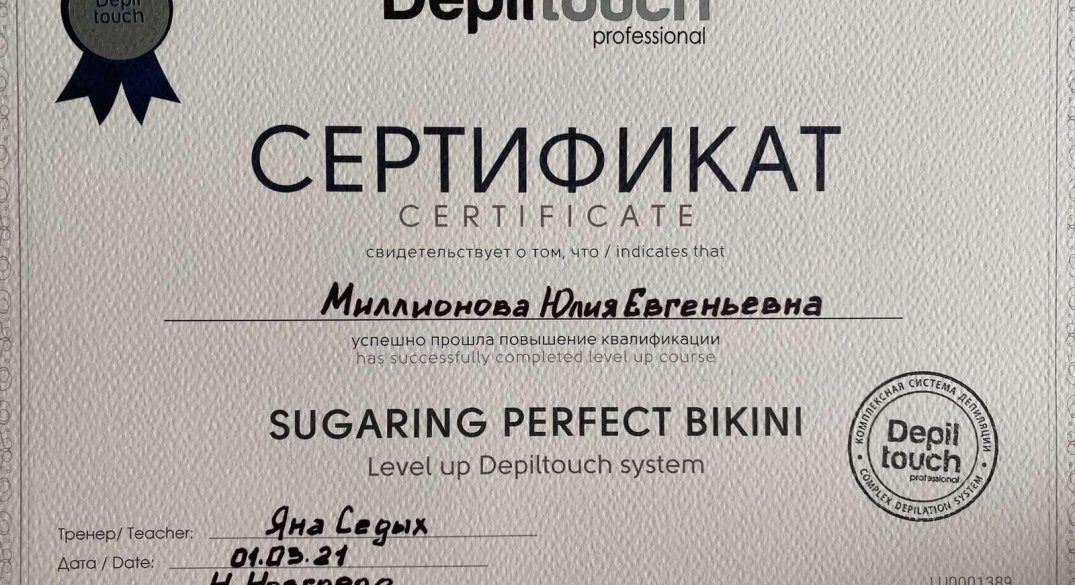 Depil
touch
Depiltouch
professional
СЕРТИФИКАТ
CERTIFICATE
свидетельствует о том, что / indicates that
Миллионова Юлия Евгеньевна
успешно прошла повышение квалификации
has successfully completed level up course
SUGARING PERFECT BIKINI
Level up Depiltouch system
КОМПЛЕКСНАЯ СИСТЕМА ДЕПИЛЯЦИИ
Depil
touch
professional
COMPLEX DEPILATION SYSTEM
Тренер/ Teacher: Яна Седых
Дата / Date: 01.03.21
LU0001389